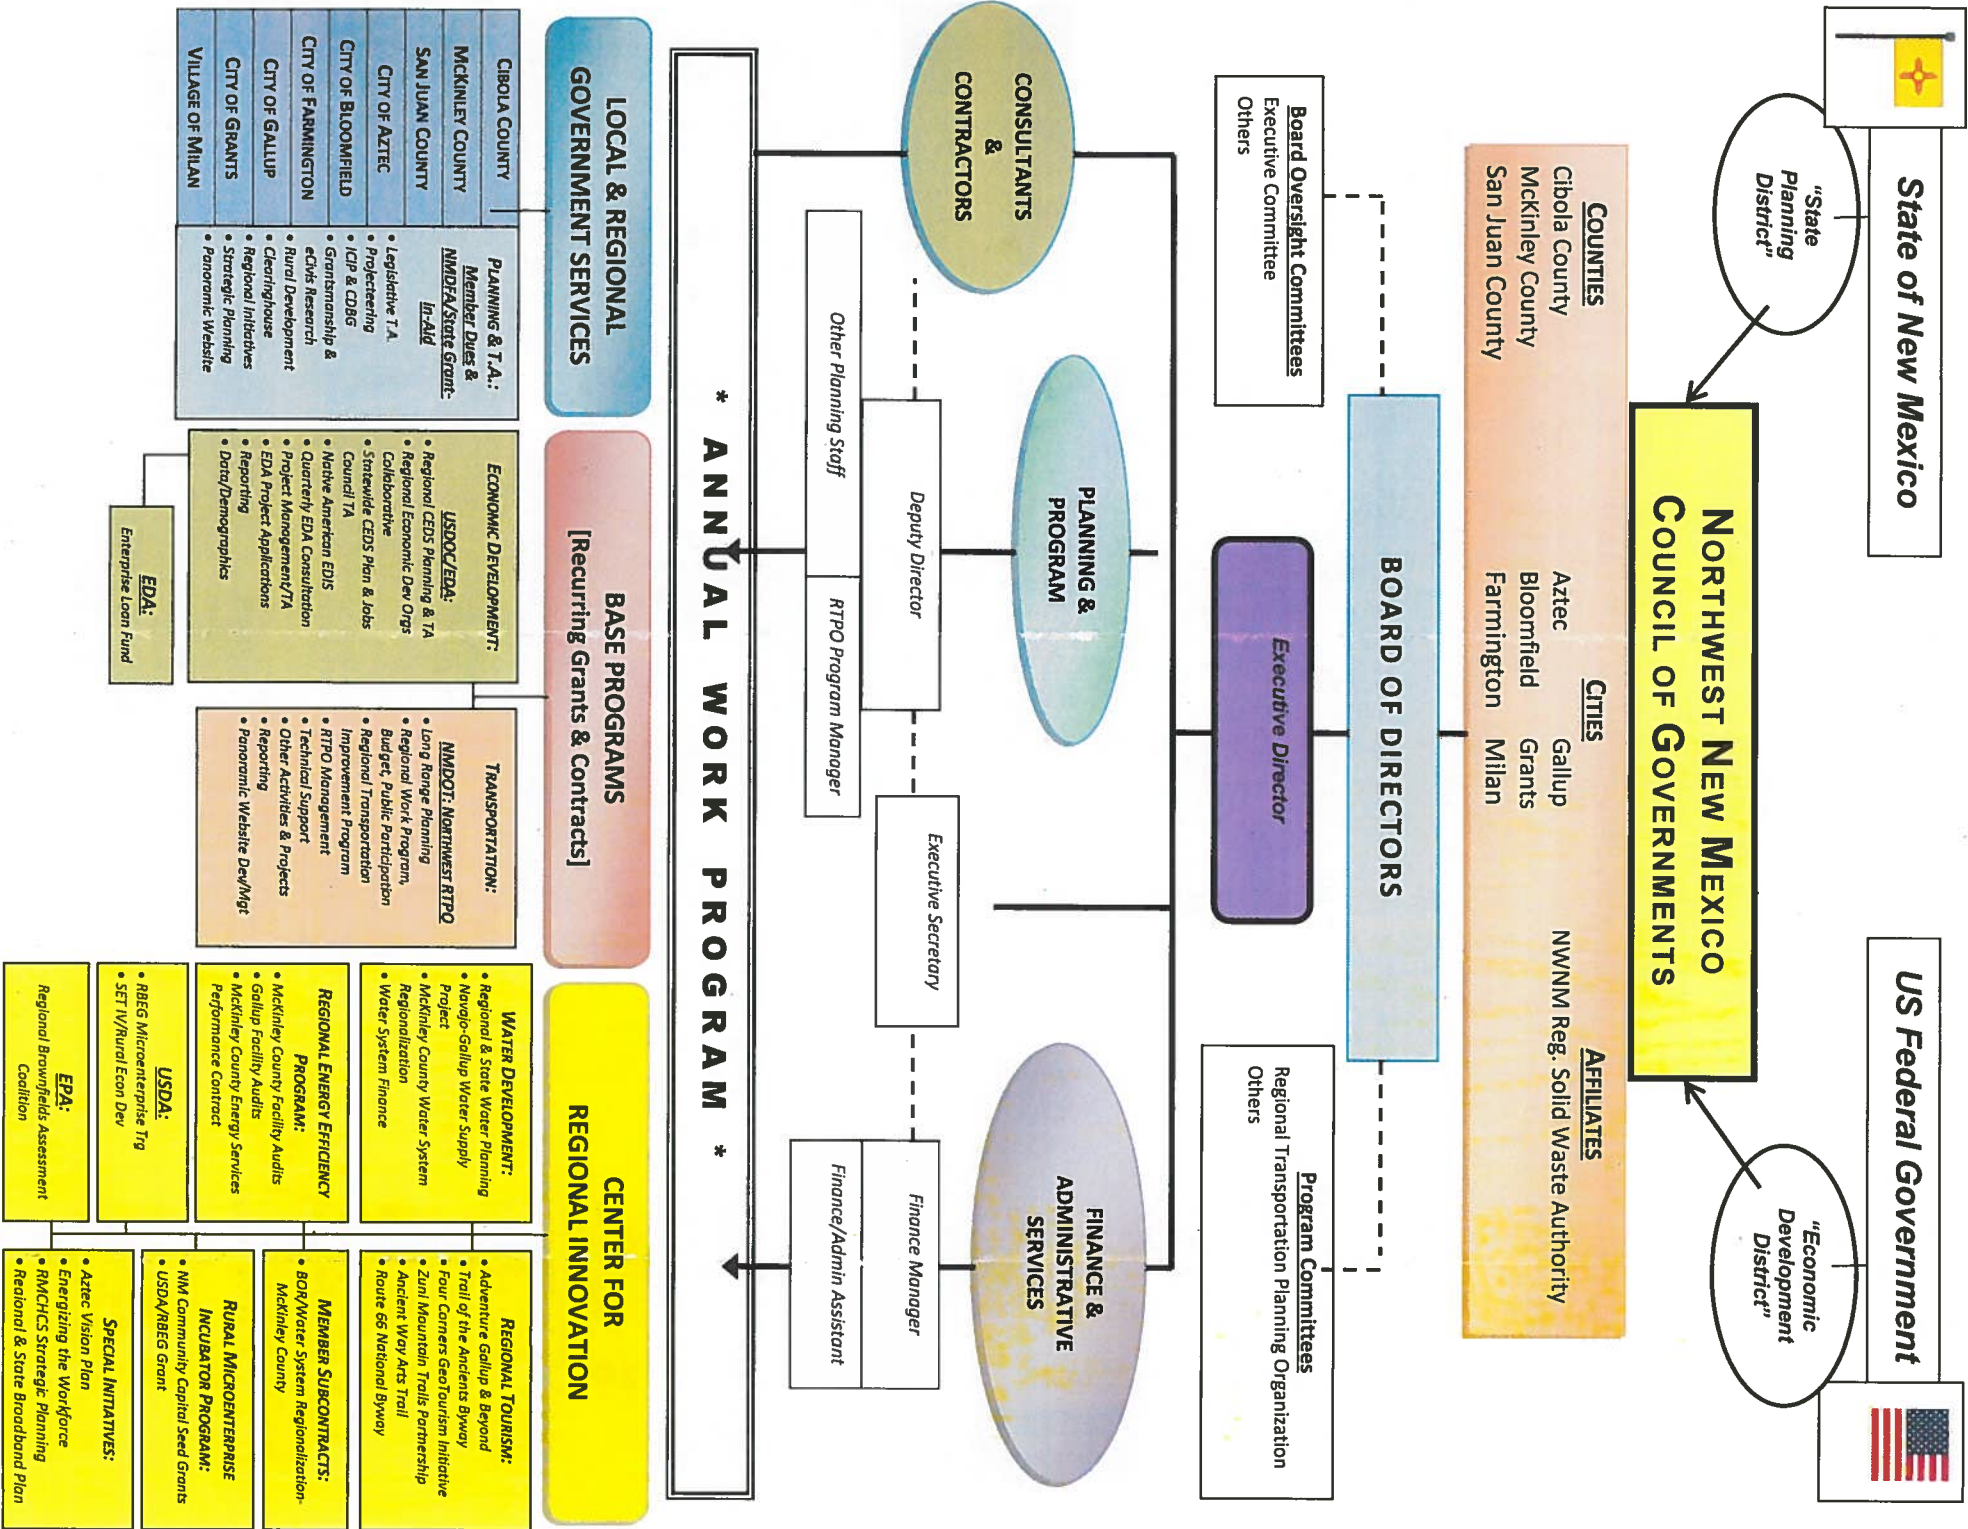 State of New Mexico
US Federal Government
"State
Planning
District"
"Economic
Development
District"
NORTHWEST NEW MEXICO
COUNCIL OF GOVERNMENTS
COUNTIES
Cibola County
McKinley County
San Juan County
CITIES
Aztec Gallup
Bloomfield Grants
Farmington Milan
AFFILIATES
NWNM Reg. Solid Waste Authority
BOARD OF DIRECTORS
Board Oversight Committees
Executive Committee
Others
Program Committees
Regional Transportation Planning Organization
Others
Executive Director
CONSULTANTS
&
CONTRACTORS
PLANNING &
PROGRAM
FINANCE &
ADMINISTRATIVE
SERVICES
Deputy Director
Executive Secretary
Finance Manager
Other Planning Staff
RTPO Program Manager
Finance/Admin Assistant
* ANNUAL WORK PROGRAM *
LOCAL & REGIONAL
GOVERNMENT SERVICES
BASE PROGRAMS
[Recurring Grants & Contracts]
CENTER FOR
REGIONAL INNOVATION
CIBOLA COUNTY
MCKINLEY COUNTY
SAN JUAN COUNTY
CITY OF AZTEC
CITY OF BLOOMFIELD
CITY OF FARMINGTON
CITY OF GALLUP
CITY OF GRANTS
VILLAGE OF MILAN
PLANNING & T.A.:
Member Dues &
NMDFA/State Grant-
In-Aid
• Legislative T.A.
• Projecteering
• ICIP & CDBG
• Grantsmanship &
eCivis Research
• Rural Development
• Clearinghouse
• Regional Initiatives
• Strategic Planning
• Panoramic Website
ECONOMIC DEVELOPMENT:
USDOC/EDA:
• Regional CEDS Planning & TA
• Regional Economic Dev Orgs
Collaborative
• Statewide CEDS Plan & Jobs
Council TA
• Native American EDIS
• Quarterly EDA Consultation
• Project Management/TA
• EDA Project Applications
• Reporting
• Data/Demographics
EDA:
Enterprise Loan Fund
TRANSPORTATION:
NMDOT: NORTHWEST RTPO
• Long Range Planning
• Regional Work Program,
Budget, Public Participation
• Regional Transportation
Improvement Program
• RTPO Management
• Technical Support
• Other Activities & Projects
• Reporting
• Panoramic Website Dev/Mgt
WATER DEVELOPMENT:
• Regional & State Water Planning
• Navajo-Gallup Water Supply
Project
• McKinley County Water System
Regionalization
• Water System Finance
REGIONAL ENERGY EFFICIENCY
PROGRAM:
• McKinley County Facility Audits
• Gallup Facility Audits
• McKinley County Energy Services
Performance Contract
USDA:
• RBEG Microenterprise Trg
• SET IV/Rural Econ Dev
EPA:
Regional Brownfields Assessment
Coalition
REGIONAL TOURISM:
• Adventure Gallup & Beyond
• Trail of the Ancients Byway
• Four Corners GeoTourism Initiative
• Zuni Mountain Trails Partnership
• Ancient Way Arts Trail
• Route 66 National Byway
MEMBER SUBCONTRACTS:
• BOR/Water System Regionalization-
McKinley County
RURAL MICROENTERPRISE
INCUBATOR PROGRAM:
• NM Community Capital Seed Grants
• USDA/RBEG Grant
SPECIAL INITIATIVES:
• Aztec Vision Plan
• Energizing the Workforce
• RMCHCS Strategic Planning
• Regional & State Broadband Plan